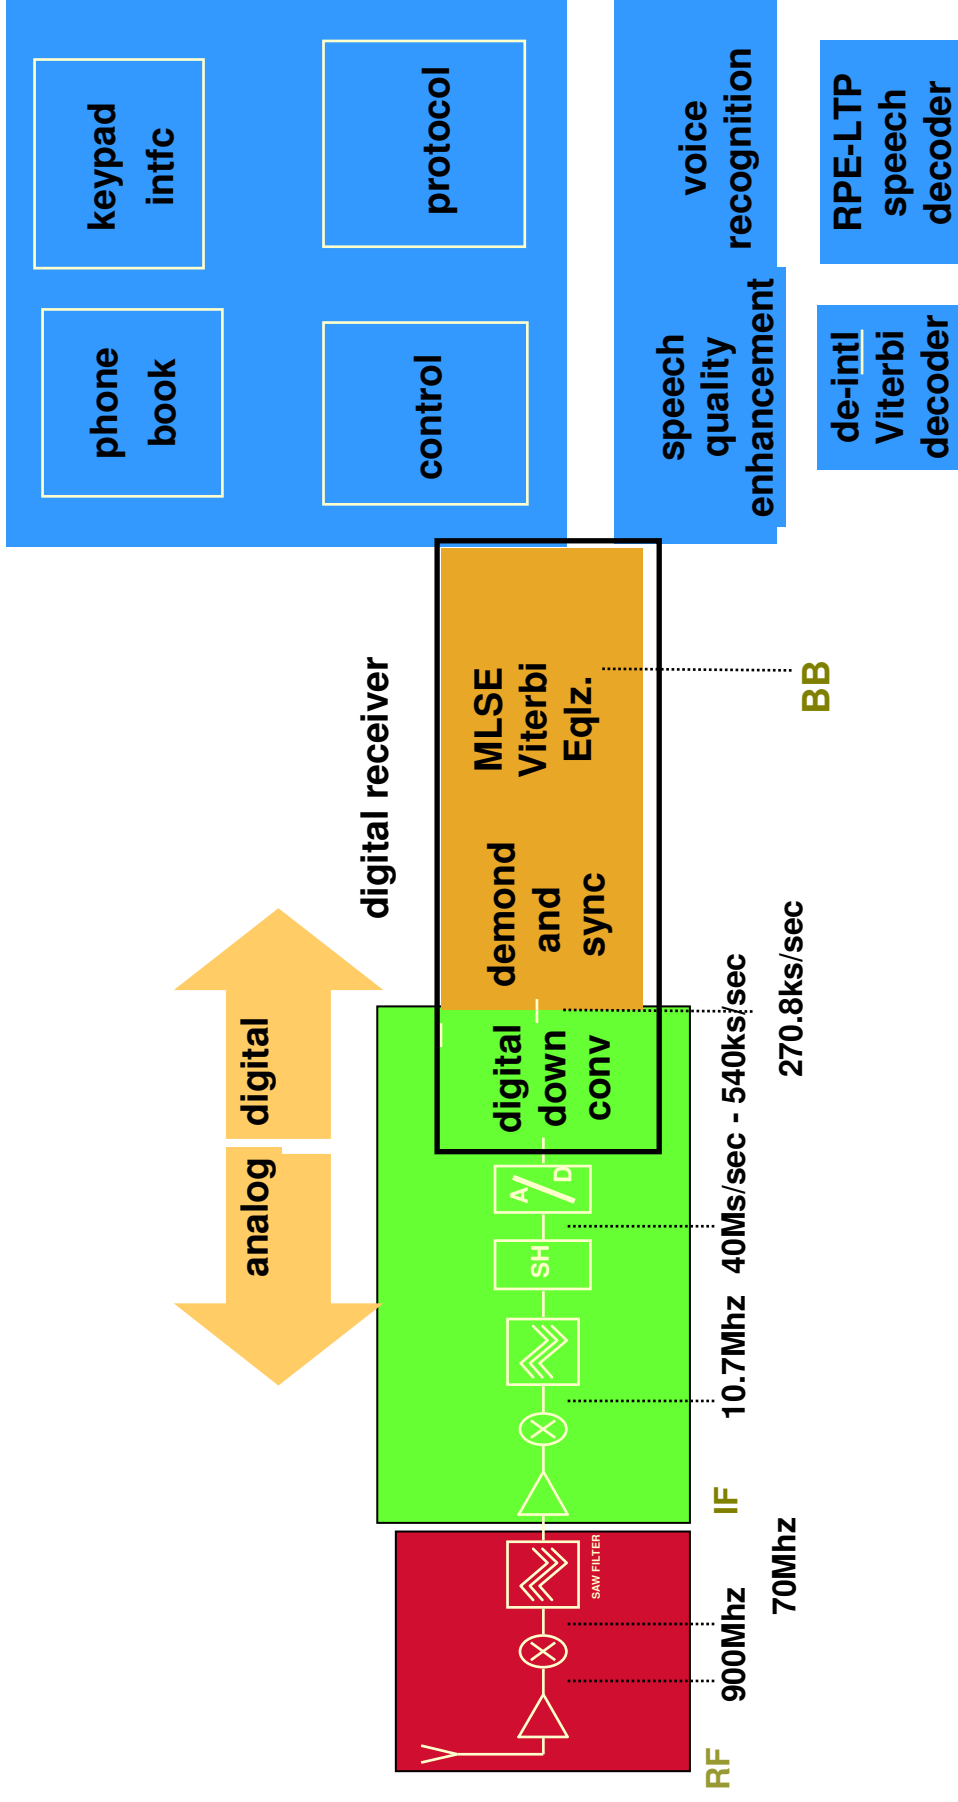 analog
digital
digital receiver
phone
book
keypad
intfc
control
protocol
SAW FILTER
SH
A
D
digital
down
conv
demond
and
sync
MLSE
Viterbi
Eqlz.
speech
quality
enhancement
voice
recognition
de-intl
Viterbi
decoder
RPE-LTP
speech
decoder
RF
900Mhz
70Mhz
IF
10.7Mhz
40Ms/sec - 540ks/sec
270.8ks/sec
BB